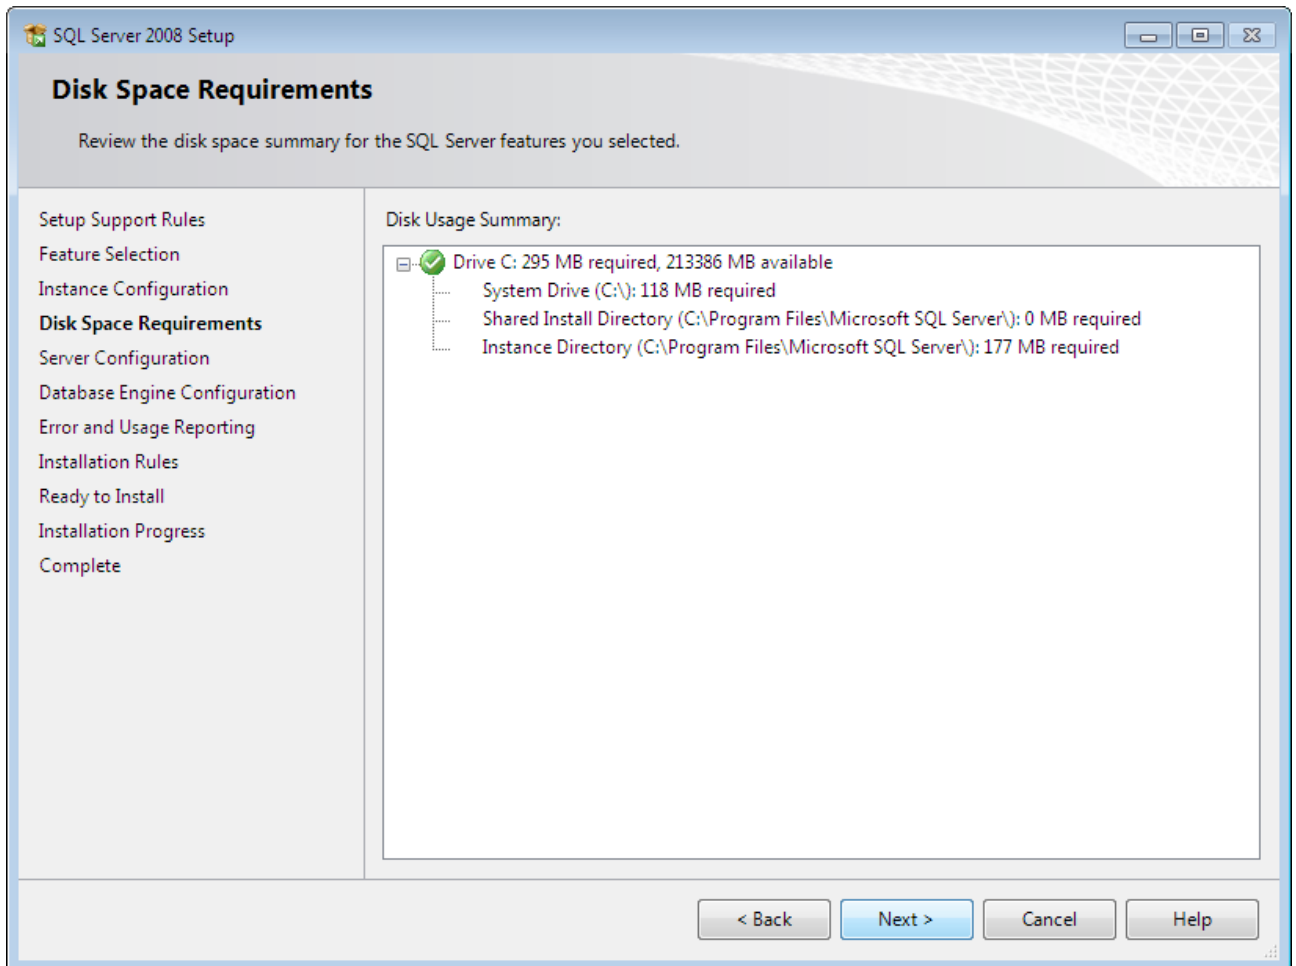 SQL Server 2008 Setup
Disk Space Requirements
Review the disk space summary for the SQL Server features you selected.
Setup Support Rules
Feature Selection
Instance Configuration
Disk Space Requirements
Server Configuration
Database Engine Configuration
Error and Usage Reporting
Installation Rules
Ready to Install
Installation Progress
Complete
Disk Usage Summary:
Drive C: 295 MB required, 213386 MB available
System Drive (C:\): 118 MB required
Shared Install Directory (C:\Program Files\Microsoft SQL Server\): 0 MB required
Instance Directory (C:\Program Files\Microsoft SQL Server\): 177 MB required
< Back
Next >
Cancel
Help